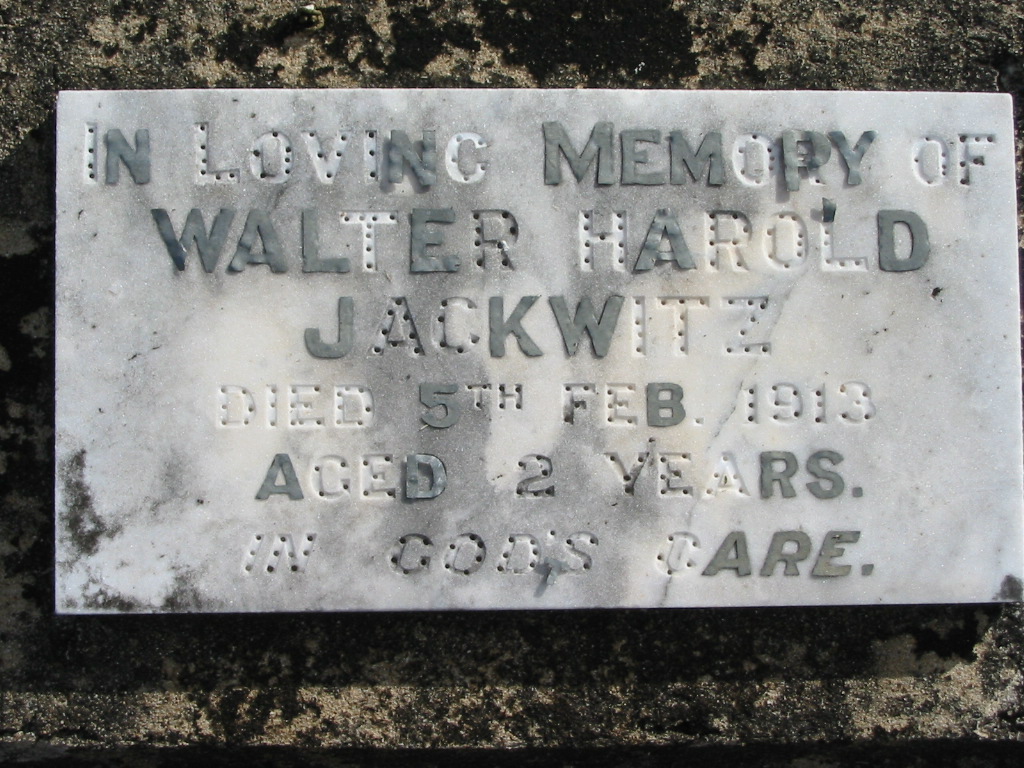 IN LOVING MEMORY OF
WALTER HAROLD
JACKWITZ
DIED 5TH FEB. 1913
AGED 2 YEARS.
IN GOD'S CARE.